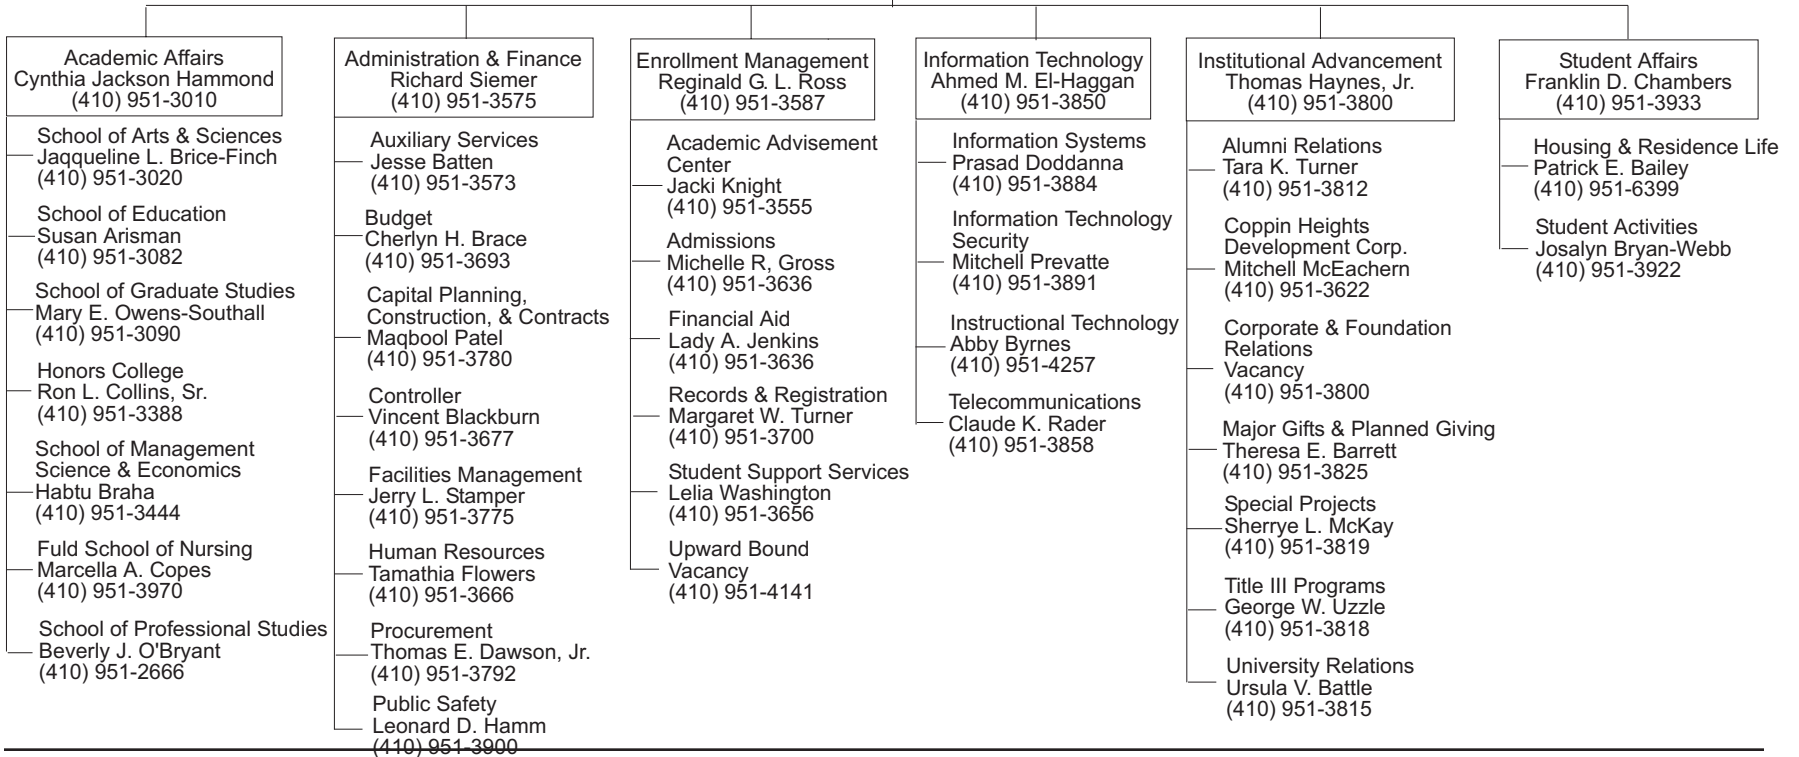 Academic Affairs
Cynthia Jackson Hammond
(410) 951-3010
School of Arts & Sciences
Jaqqueline L. Brice-Finch
(410) 951-3020
School of Education
Susan Arisman
(410) 951-3082
School of Graduate Studies
Mary E. Owens-Southall
(410) 951-3090
Honors College
Ron L. Collins, Sr.
(410) 951-3388
School of Management
Science & Economics
Habtu Braha
(410) 951-3444
Fuld School of Nursing
Marcella A. Copes
(410) 951-3970
School of Professional Studies
Beverly J. O'Bryant
(410) 951-2666
Administration & Finance
Richard Siemer
(410) 951-3575
Auxiliary Services
Jesse Batten
(410) 951-3573
Budget
Cherlyn H. Brace
(410) 951-3693
Capital Planning,
Construction, & Contracts
Maqbool Patel
(410) 951-3780
Controller
Vincent Blackburn
(410) 951-3677
Facilities Management
Jerry L. Stamper
(410) 951-3775
Human Resources
Tamathia Flowers
(410) 951-3666
Procurement
Thomas E. Dawson, Jr.
(410) 951-3792
Public Safety
Leonard D. Hamm
(410) 951-3900
Enrollment Management
Reginald G. L. Ross
(410) 951-3587
Academic Advisement
Center
Jacki Knight
(410) 951-3555
Admissions
Michelle R, Gross
(410) 951-3636
Financial Aid
Lady A. Jenkins
(410) 951-3636
Records & Registration
Margaret W. Turner
(410) 951-3700
Student Support Services
Lelia Washington
(410) 951-3656
Upward Bound
Vacancy
(410) 951-4141
Information Technology
Ahmed M. El-Haggan
(410) 951-3850
Information Systems
Prasad Doddanna
(410) 951-3884
Information Technology
Security
Mitchell Prevatte
(410) 951-3891
Instructional Technology
Abby Byrnes
(410) 951-4257
Telecommunications
Claude K. Rader
(410) 951-3858
Institutional Advancement
Thomas Haynes, Jr.
(410) 951-3800
Alumni Relations
Tara K. Turner
(410) 951-3812
Coppin Heights
Development Corp.
Mitchell McEachern
(410) 951-3622
Corporate & Foundation
Relations
Vacancy
(410) 951-3800
Major Gifts & Planned Giving
Theresa E. Barrett
(410) 951-3825
Special Projects
Sherrye L. McKay
(410) 951-3819
Title III Programs
George W. Uzzle
(410) 951-3818
University Relations
Ursula V. Battle
(410) 951-3815
Student Affairs
Franklin D. Chambers
(410) 951-3933
Housing & Residence Life
Patrick E. Bailey
(410) 951-6399
Student Activities
Josalyn Bryan-Webb
(410) 951-3922